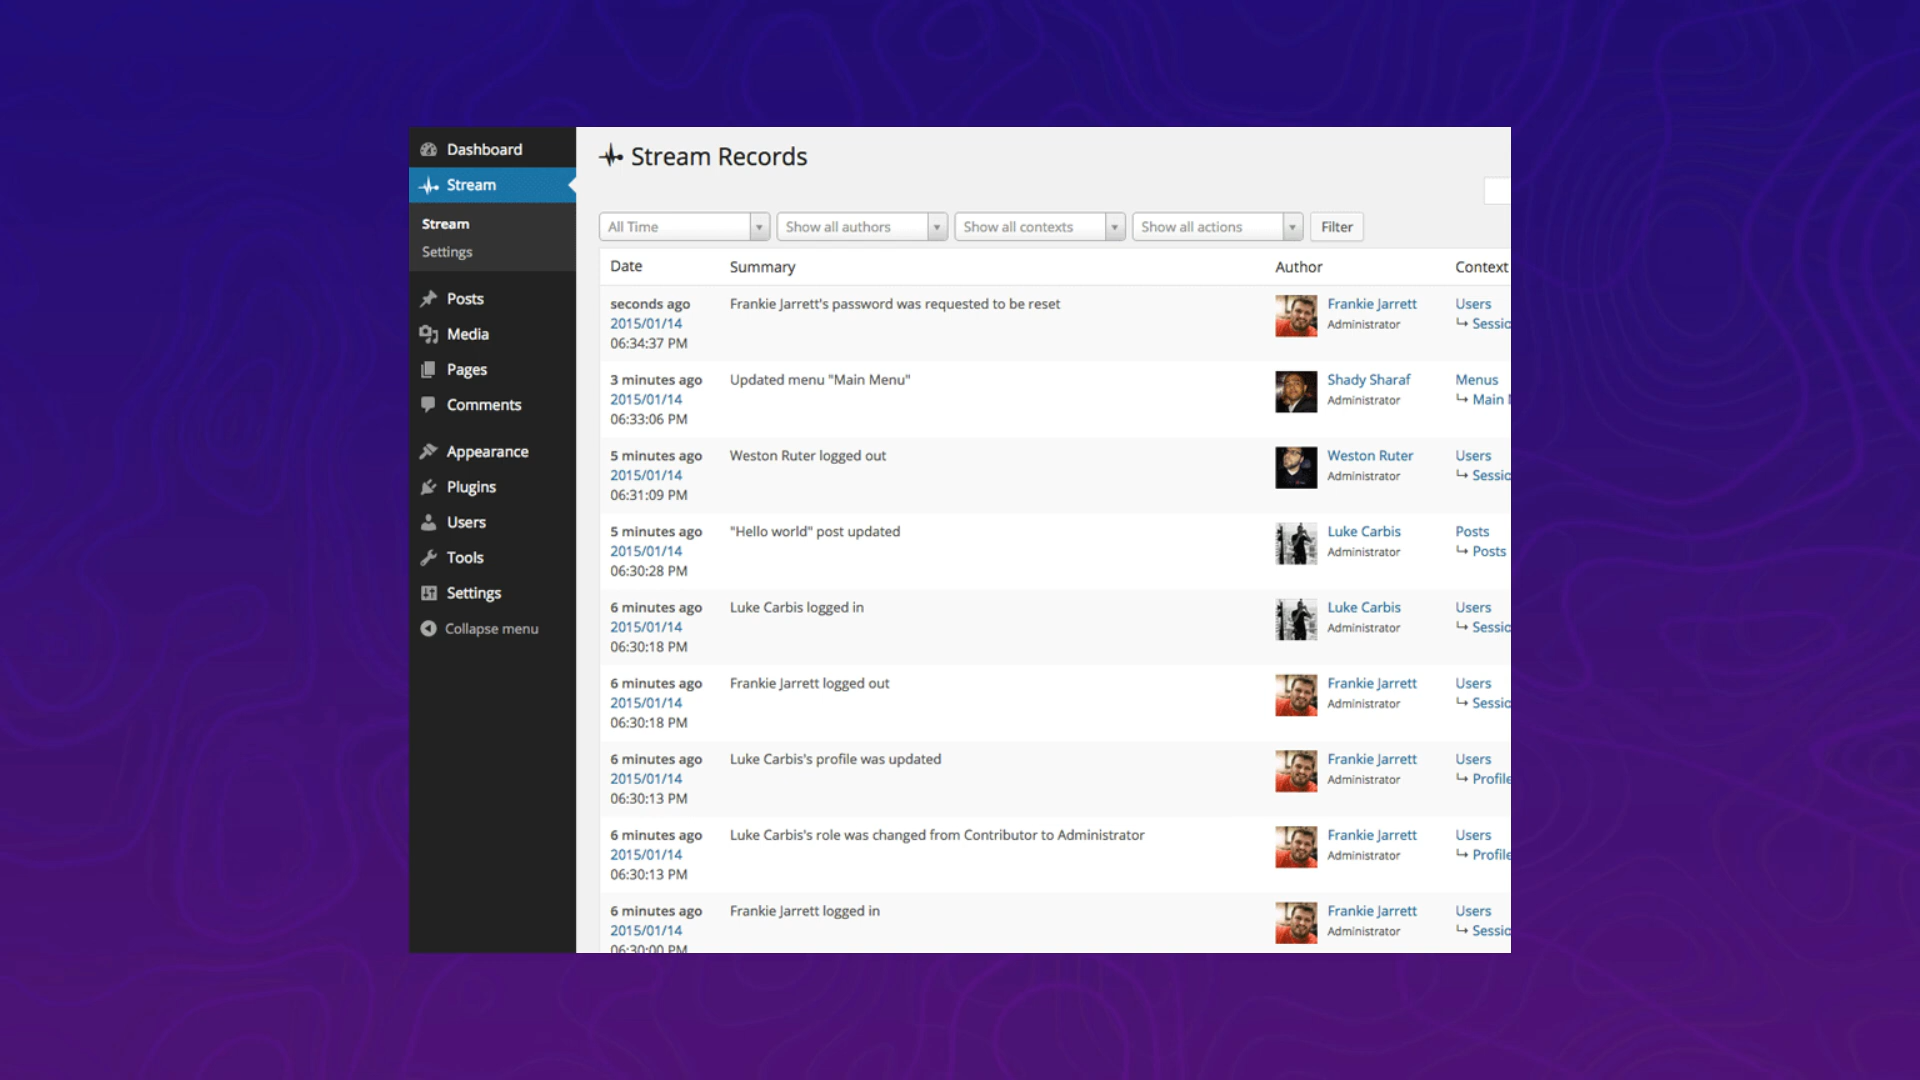 Dashboard
Stream
Stream
Settings
Posts
Media
Pages
Comments
Appearance
Plugins
Users
Tools
Settings
Collapse menu
Stream Records
All Time Show all authors Show all contexts Show all actions Filter
Date Summary Author Context
seconds ago Frankie Jarrett's password was requested to be reset Frankie Jarrett Users
2015/01/14 Administrator Sessio
06:34:37 PM
3 minutes ago Updated menu "Main Menu" Shady Sharaf Menus
2015/01/14 Administrator Main
06:33:06 PM
5 minutes ago Weston Ruter logged out Weston Ruter Users
2015/01/14 Administrator Sessio
06:31:09 PM
5 minutes ago "Hello world" post updated Luke Carbis Posts
2015/01/14 Administrator Posts
06:30:28 PM
6 minutes ago Luke Carbis logged in Luke Carbis Users
2015/01/14 Administrator Sessio
06:30:18 PM
6 minutes ago Frankie Jarrett logged out Frankie Jarrett Users
2015/01/14 Administrator Sessio
06:30:18 PM
6 minutes ago Luke Carbis's profile was updated Frankie Jarrett Users
2015/01/14 Administrator Profile
06:30:13 PM
6 minutes ago Luke Carbis's role was changed from Contributor to Administrator Frankie Jarrett Users
2015/01/14 Administrator Profile
06:30:13 PM
6 minutes ago Frankie Jarrett logged in Frankie Jarrett Users
2015/01/14 Administrator Sessio
06:30:00 PM